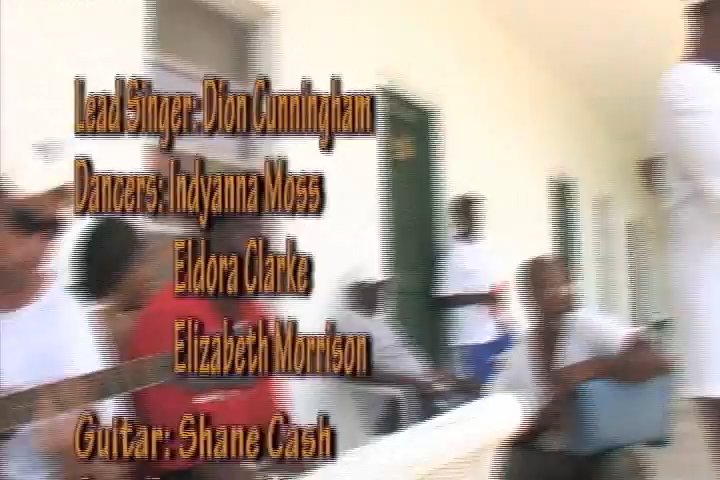 Lead Singer: Dion Cunningham
Dancers: Indyanna Moss
Eldora Clarke
Elizabeth Morrison
Guitar: Shane Cash